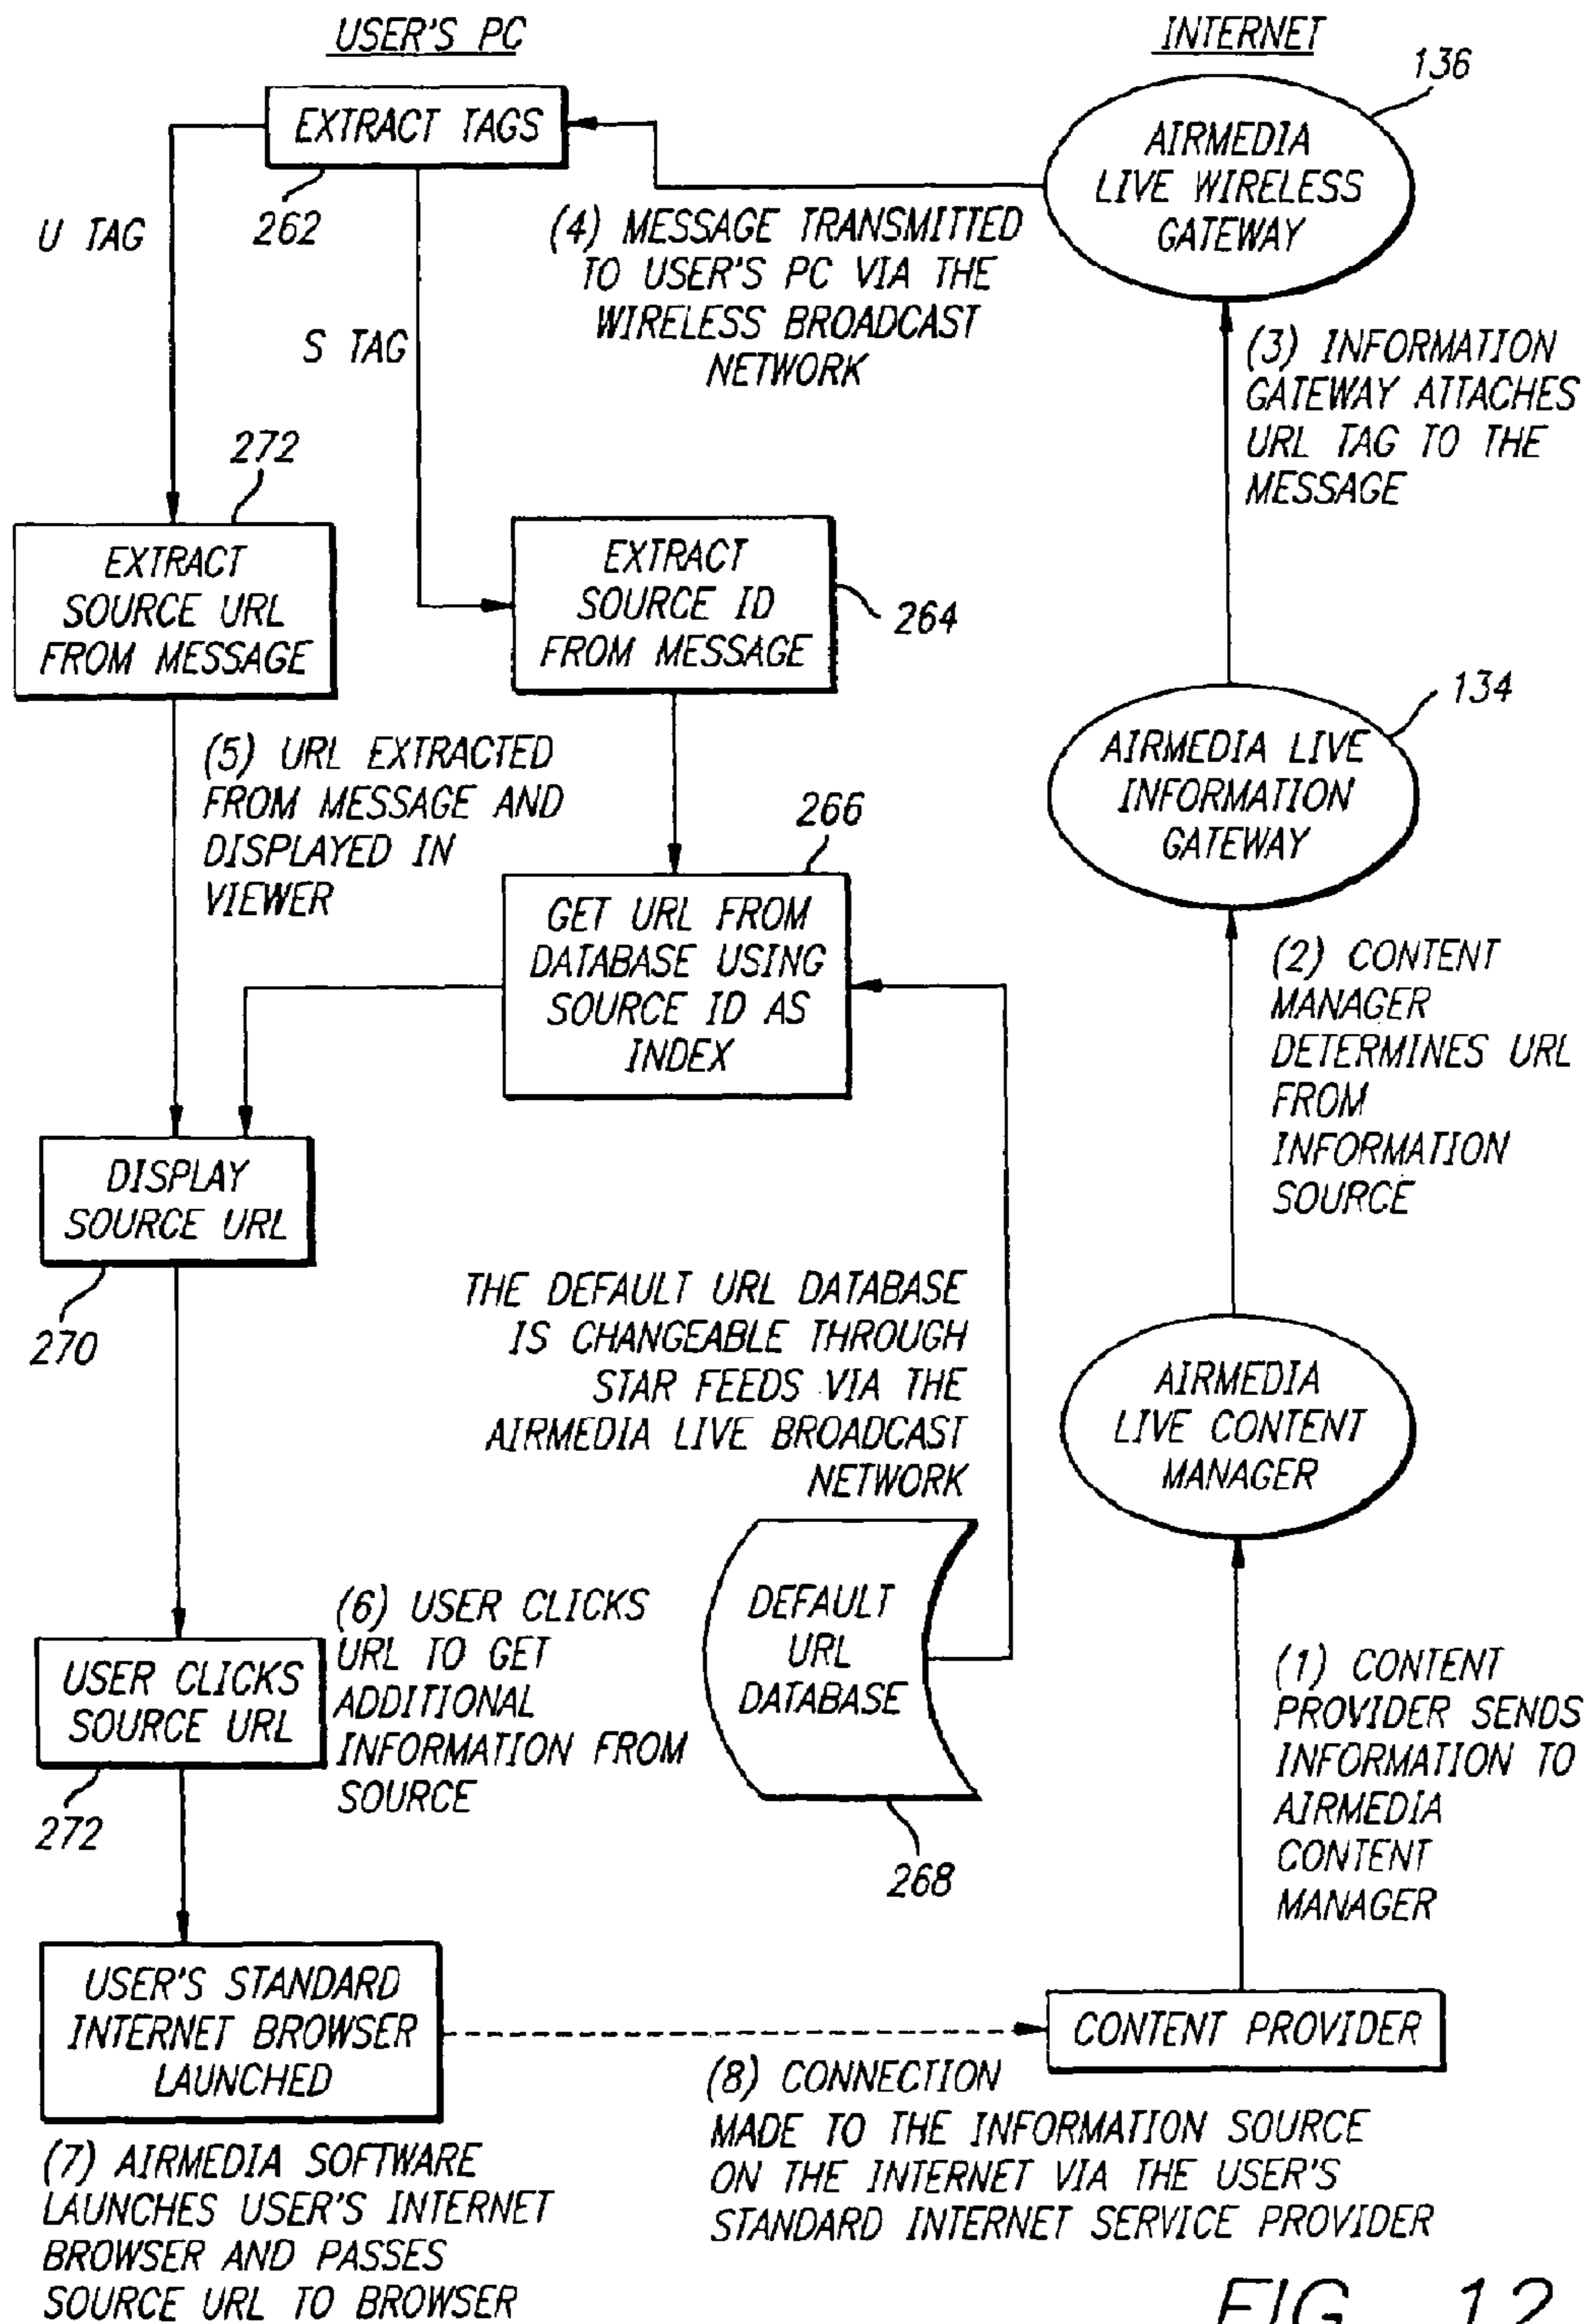 USER'S PC
INTERNET
136
EXTRACT TAGS
262
AIRMEDIA
LIVE WIRELESS
GATEWAY
U TAG
S TAG
(4) MESSAGE TRANSMITTED
TO USER'S PC VIA THE
WIRELESS BROADCAST
NETWORK
(3) INFORMATION
GATEWAY ATTACHES
URL TAG TO THE
MESSAGE
272
EXTRACT
SOURCE URL
FROM MESSAGE
EXTRACT
SOURCE ID
FROM MESSAGE
264
134
AIRMEDIA LIVE
INFORMATION
GATEWAY
(5) URL EXTRACTED
FROM MESSAGE AND
DISPLAYED IN
VIEWER
266
GET URL FROM
DATABASE USING
SOURCE ID AS
INDEX
(2) CONTENT
MANAGER
DETERMINES URL
FROM
INFORMATION
SOURCE
DISPLAY
SOURCE URL
270
THE DEFAULT URL DATABASE
IS CHANGEABLE THROUGH
STAR FEEDS VIA THE
AIRMEDIA LIVE BROADCAST
NETWORK
AIRMEDIA
LIVE CONTENT
MANAGER
DEFAULT
URL
DATABASE
268
USER CLICKS
SOURCE URL
272
(6) USER CLICKS
URL TO GET
ADDITIONAL
INFORMATION FROM
SOURCE
(1) CONTENT
PROVIDER SENDS
INFORMATION TO
AIRMEDIA
CONTENT
MANAGER
USER'S STANDARD
INTERNET BROWSER
LAUNCHED
CONTENT PROVIDER
(7) AIRMEDIA SOFTWARE
LAUNCHES USER'S INTERNET
BROWSER AND PASSES
SOURCE URL TO BROWSER
(8) CONNECTION
MADE TO THE INFORMATION SOURCE
ON THE INTERNET VIA THE USER'S
STANDARD INTERNET SERVICE PROVIDER
FIG. 12